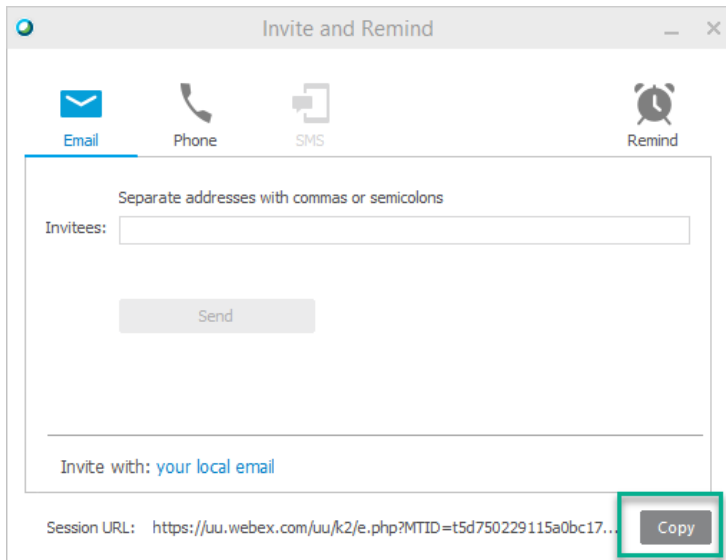 Invite and Remind
Email Phone SMS Remind
Separate addresses with commas or semicolons
Invitees:
Send
Invite with: your local email
Session URL: https://uu.webex.com/uu/k2/e.php?MTID=t5d750229115a0bc17... Copy